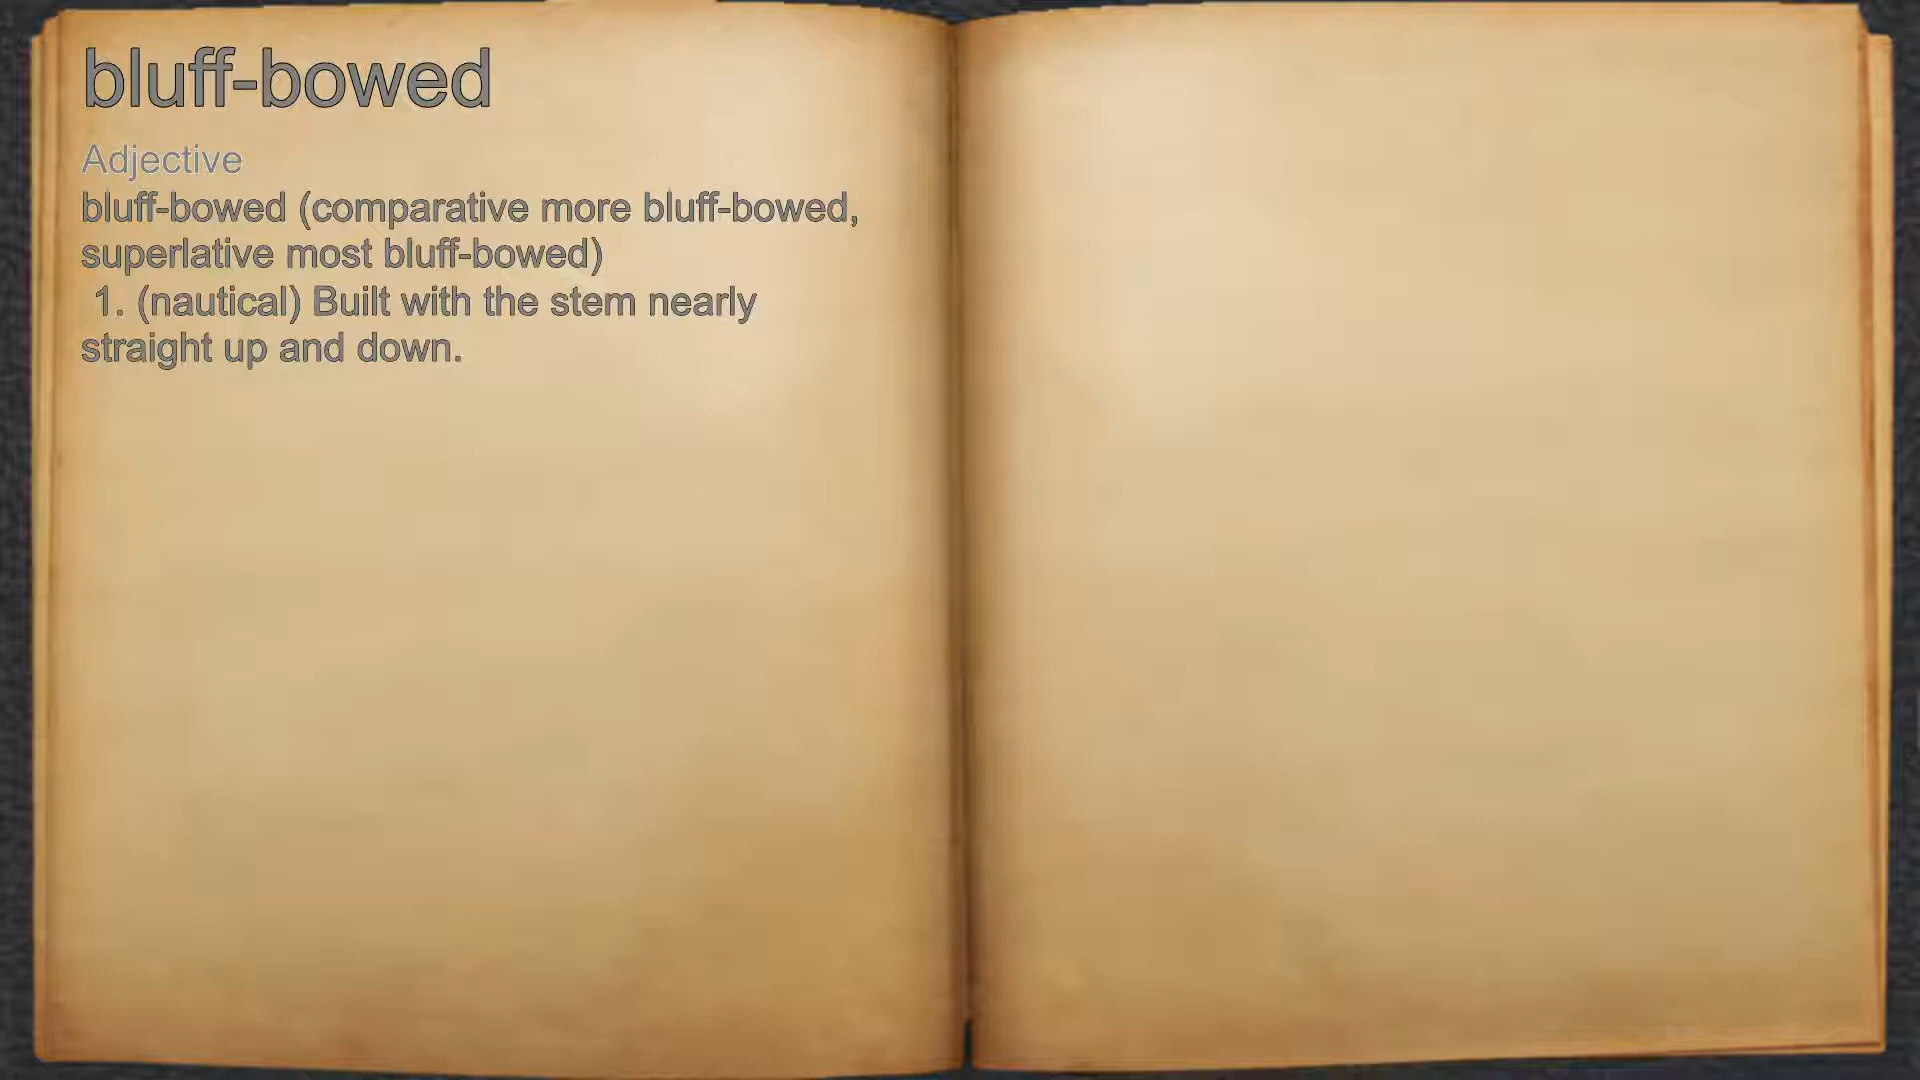 bluff-bowed
Adjective
bluff-bowed (comparative more bluff-bowed,
superlative most bluff-bowed)
1. (nautical) Built with the stem nearly
straight up and down.